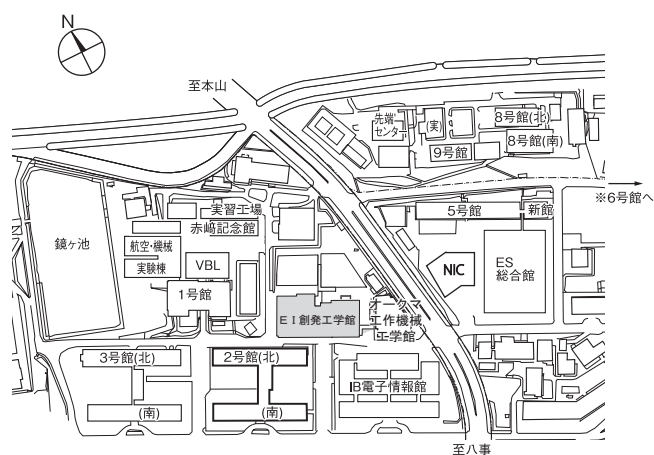 N
至本山
先端
センタ
(実)
8号館(北)
9号館
8号館(南)
※6号館へ
実習工場
赤﨑記念館
5号館
新館
鏡ヶ池
航空・機械
実験棟
VBL
NIC
ES
総合館
1号館
EI創発工学館
オークマ
工作機械
工学館
3号館(北)
2号館(北)
IB電子情報館
(南)
(南)
至八事